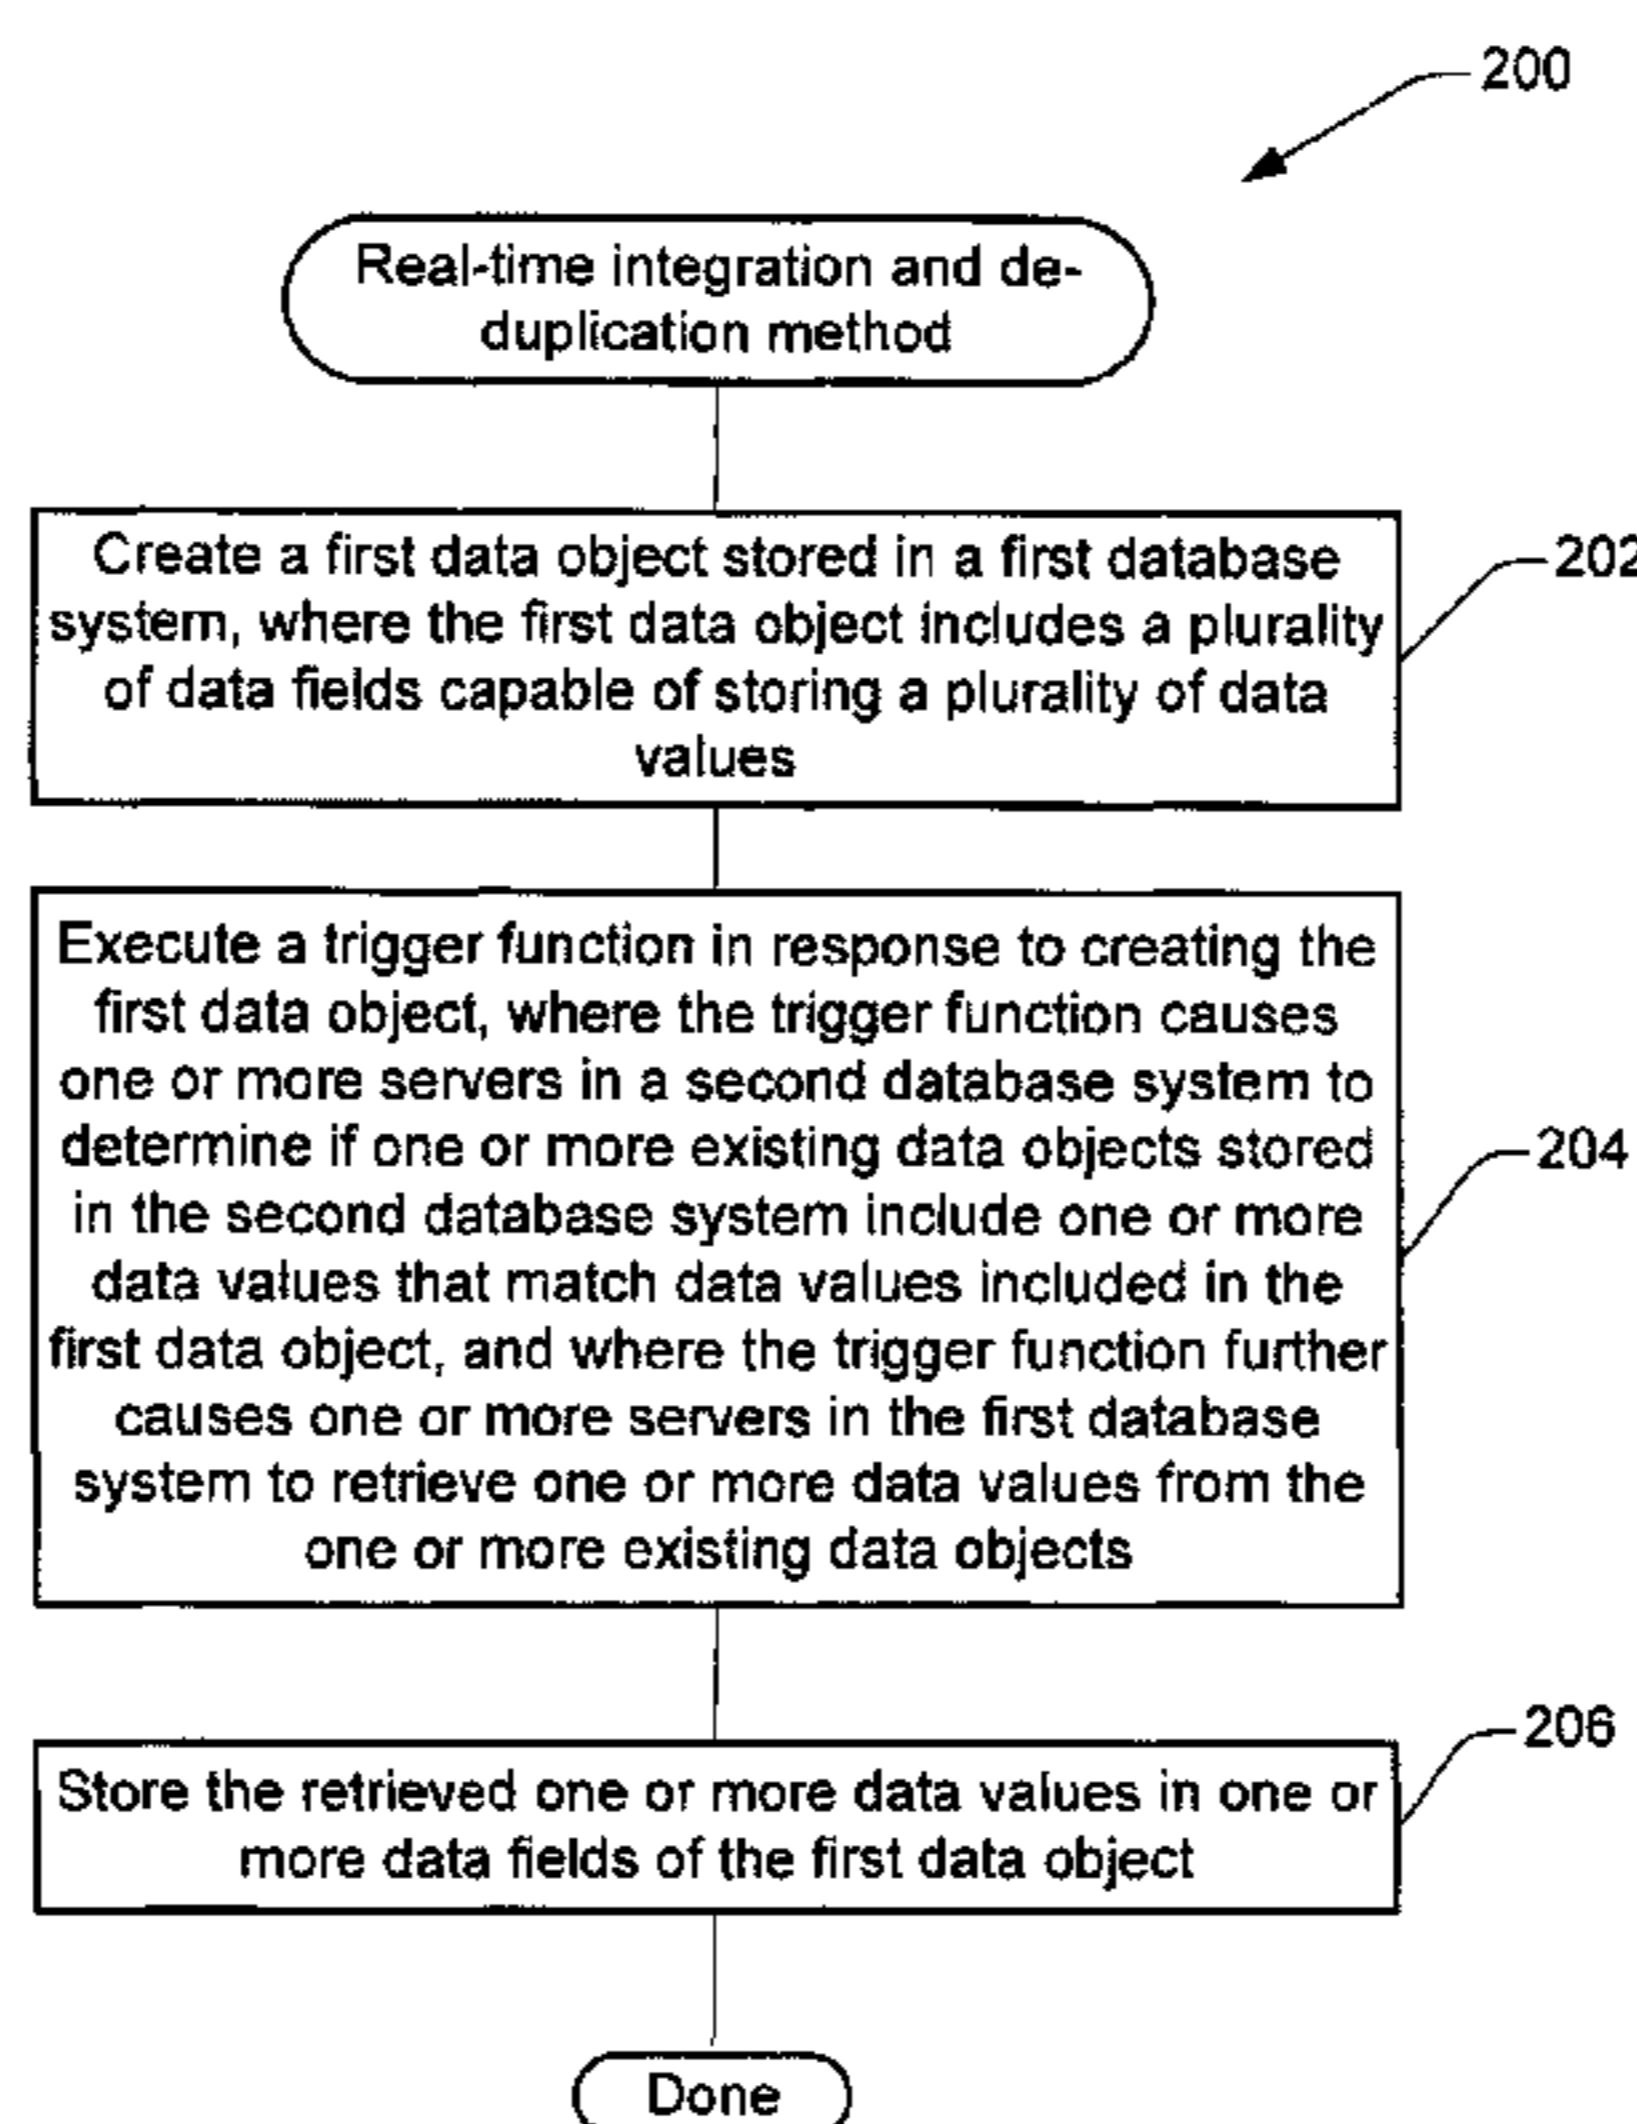 200
Real-time integration and de-
duplication method
Create a first data object stored in a first database
system, where the first data object includes a plurality
of data fields capable of storing a plurality of data
values
202
Execute a trigger function in response to creating the
first data object, where the trigger function causes
one or more servers in a second database system to
determine if one or more existing data objects stored
in the second database system include one or more
data values that match data values included in the
first data object, and where the trigger function further
causes one or more servers in the first database
system to retrieve one or more data values from the
one or more existing data objects
204
Store the retrieved one or more data values in one or
more data fields of the first data object
206
Done